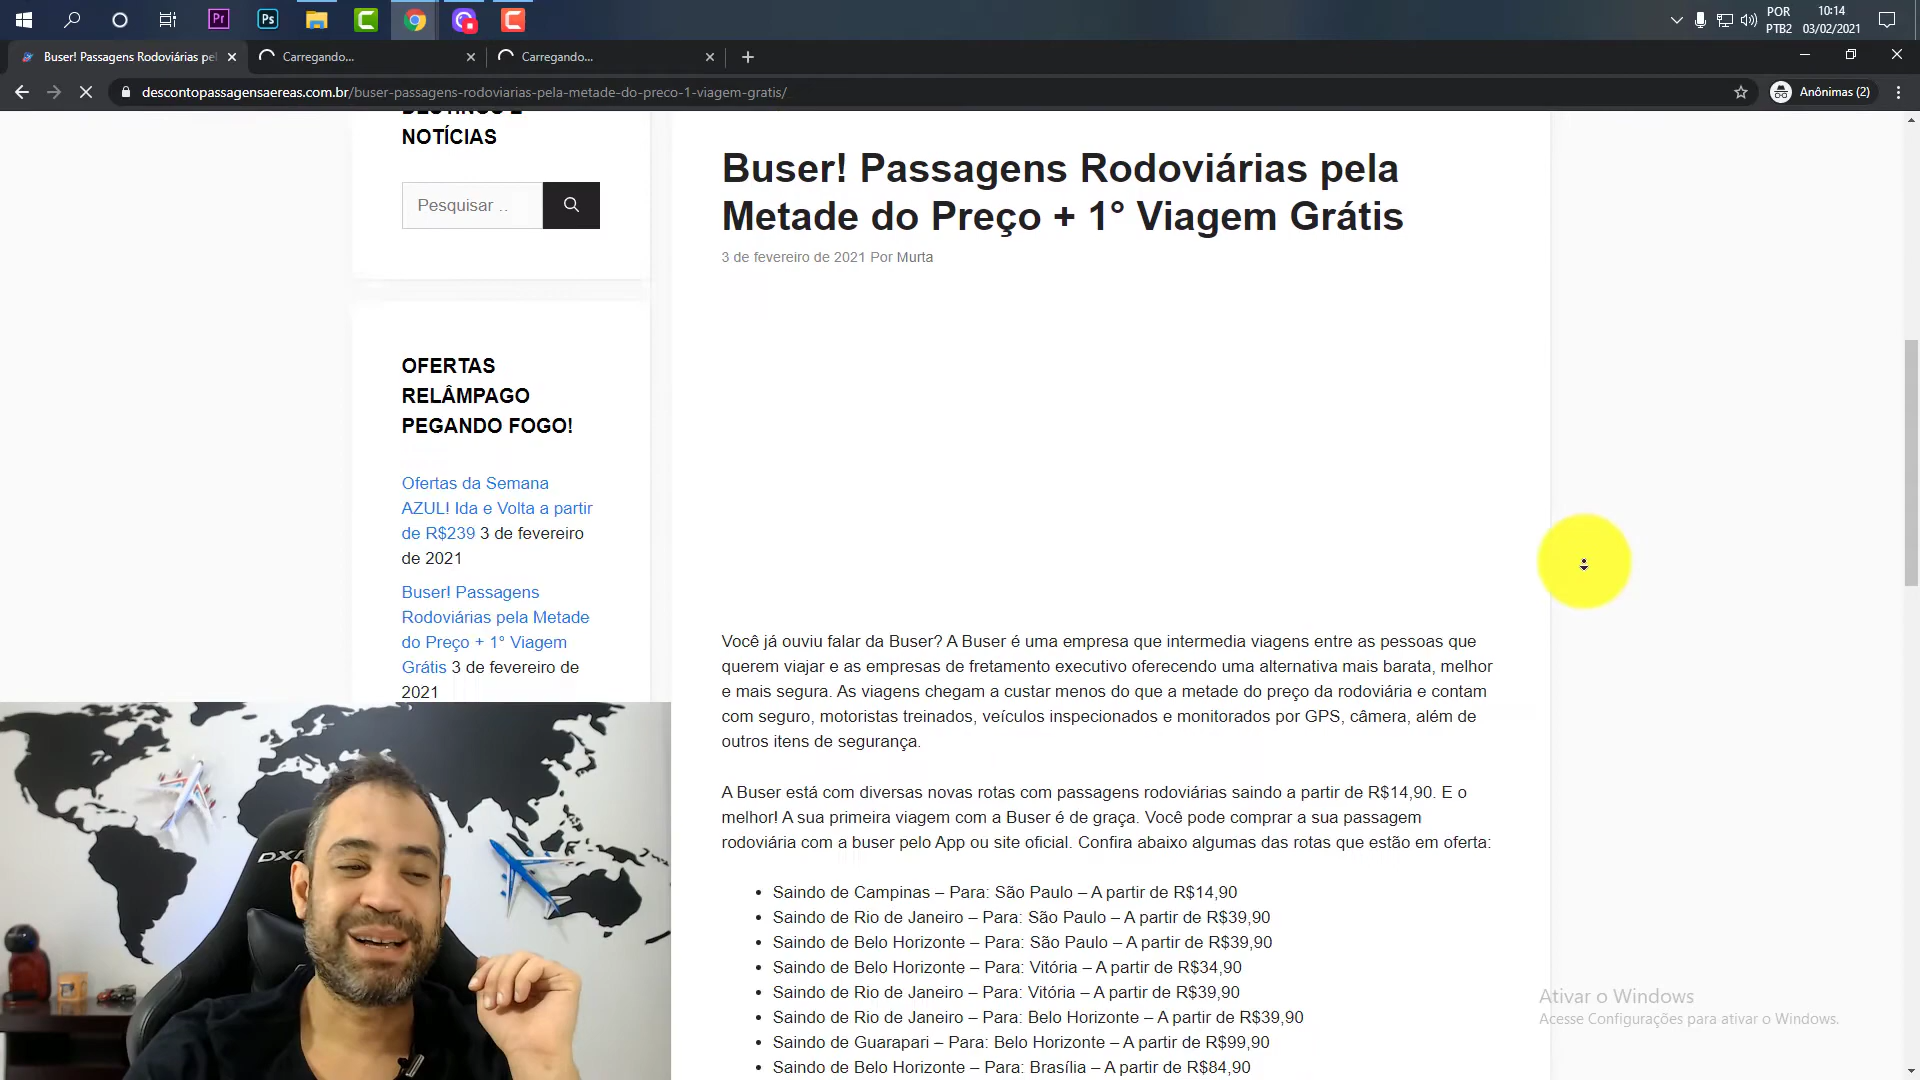 Pr
Ps
POR
PTB2
10:14
03/02/2021
Buser! Passagens Rodoviárias pel
Carregando...
Carregando...
descontopassagensaereas.com.br/buser-passagens-rodoviarias-pela-metade-do-preco-1-viagem-gratis/
Anônimas (2)
DESTINOS E
NOTÍCIAS
Pesquisar ..
OFERTAS
RELÂMPAGO
PEGANDO FOGO!
Ofertas da Semana
AZUL! Ida e Volta a partir
de R$239 3 de fevereiro
de 2021
Buser! Passagens
Rodoviárias pela Metade
do Preço + 1° Viagem
Grátis 3 de fevereiro de
2021
Buser! Passagens Rodoviárias pela
Metade do Preço + 1° Viagem Grátis
3 de fevereiro de 2021 Por Murta
Você já ouviu falar da Buser? A Buser é uma empresa que intermedia viagens entre as pessoas que
querem viajar e as empresas de fretamento executivo oferecendo uma alternativa mais barata, melhor
e mais segura. As viagens chegam a custar menos do que a metade do preço da rodoviária e contam
com seguro, motoristas treinados, veículos inspecionados e monitorados por GPS, câmera, além de
outros itens de segurança.
A Buser está com diversas novas rotas com passagens rodoviárias saindo a partir de R$14,90. E o
melhor! A sua primeira viagem com a Buser é de graça. Você pode comprar a sua passagem
rodoviária com a buser pelo App ou site oficial. Confira abaixo algumas das rotas que estão em oferta:
• Saindo de Campinas – Para: São Paulo – A partir de R$14,90
• Saindo de Rio de Janeiro – Para: São Paulo – A partir de R$39,90
• Saindo de Belo Horizonte – Para: São Paulo – A partir de R$39,90
• Saindo de Belo Horizonte – Para: Vitória – A partir de R$34,90
• Saindo de Rio de Janeiro – Para: Vitória – A partir de R$39,90
• Saindo de Rio de Janeiro – Para: Belo Horizonte – A partir de R$39,90
• Saindo de Guarapari – Para: Belo Horizonte – A partir de R$99,90
• Saindo de Belo Horizonte – Para: Brasília – A partir de R$84,90
Ativar o Windows
Acesse Configurações para ativar o Windows.